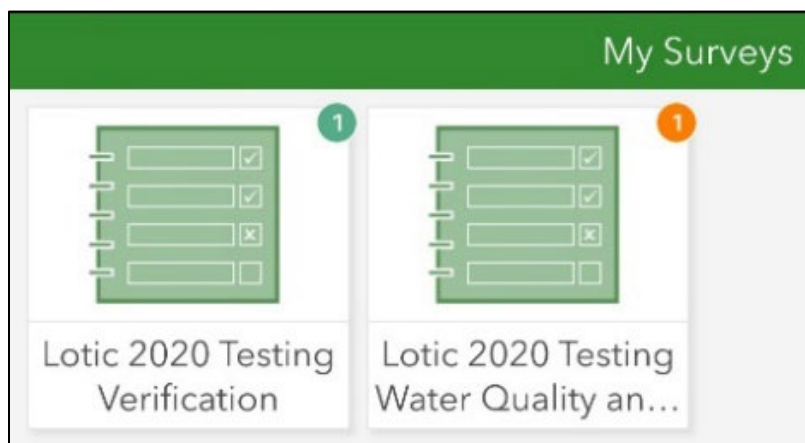 My Surveys
1
1
Lotic 2020 Testing
Verification
Lotic 2020 Testing
Water Quality an...